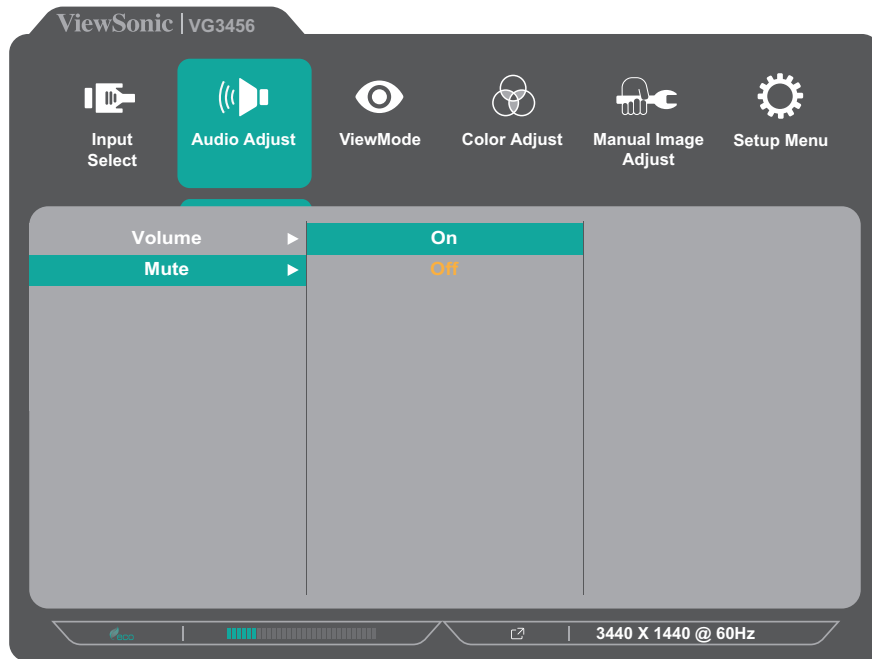 ViewSonic | VG3456
Input
Select
Audio Adjust
ViewMode
Color Adjust
Manual Image
Adjust
Setup Menu
Volume
On
Mute
Off
eco
3440 X 1440 @ 60Hz